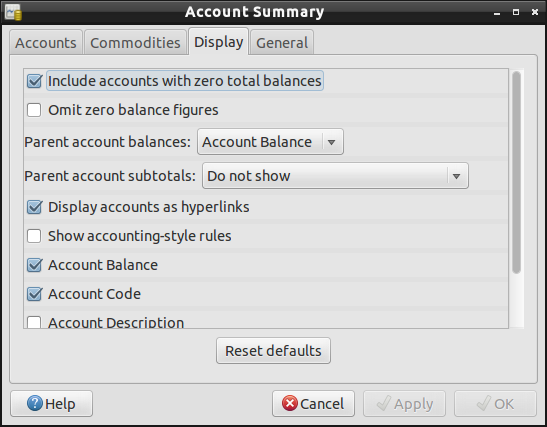 Account Summary
Accounts Commodities Display General
Include accounts with zero total balances
Omit zero balance figures
Parent account balances: Account Balance
Parent account subtotals: Do not show
Display accounts as hyperlinks
Show accounting-style rules
Account Balance
Account Code
Account Description
Reset defaults
Help Cancel Apply OK